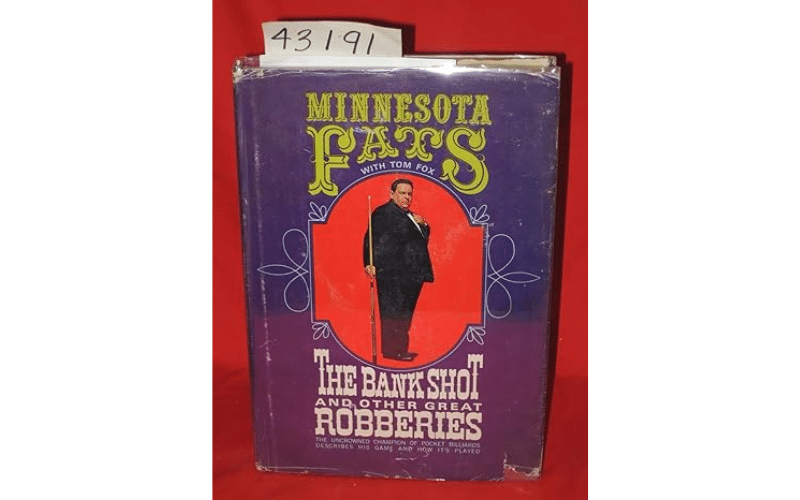 43191
MINNESOTA
FATS
WITH TOM FOX
THE BANK SHOT
AND OTHER GREAT
ROBBERIES
THE UNCROWNED CHAMPION OF POCKET BILLIARDS
DESCRIBES HIS GAME AND HOW IT'S PLAYED